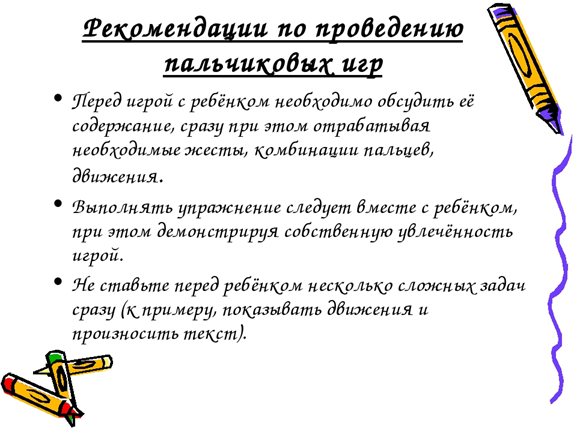 Рекомендации по проведению
пальчиковых игр
• Перед игрой с ребёнком необходимо обсудить её
содержание, сразу при этом отрабатывая
необходимые жесты, комбинации пальцев,
движения.
• Выполнять упражнение следует вместе с ребёнком,
при этом демонстрируя собственную увлечённость
игрой.
• Не ставьте перед ребёнком несколько сложных задач
сразу (к примеру, показывать движения и
произносить текст).